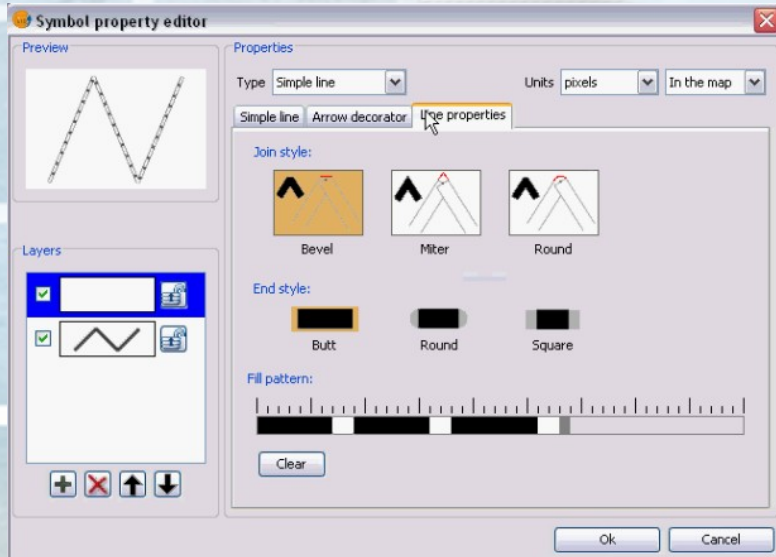 Symbol property editor
Preview
Properties
Type Simple line Units pixels In the map
Simple line Arrow decorator Line properties
Join style:
Bevel Miter Round
Layers
End style:
Butt Round Square
Fill pattern:
Clear
Ok Cancel